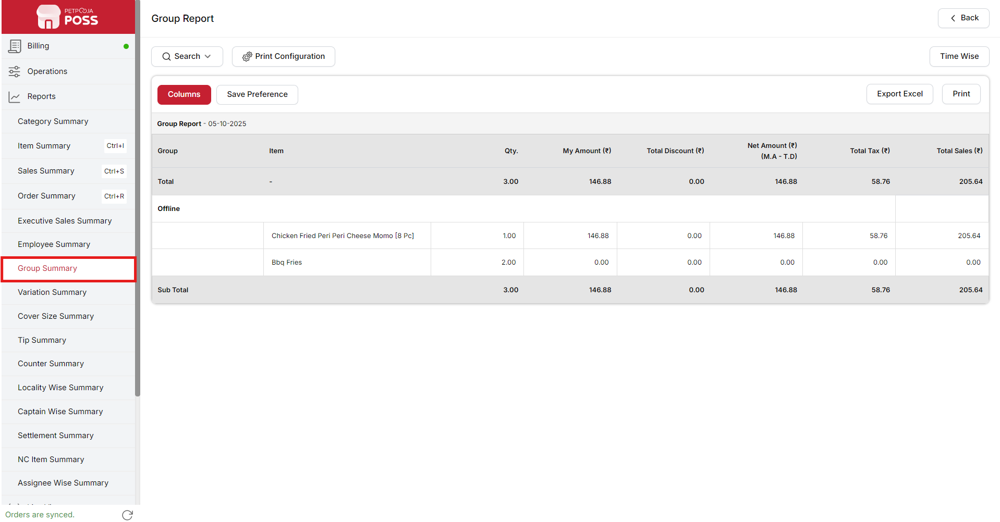 PETPOOJA
POSS
Billing
Operations
Reports
Category Summary
Item Summary Ctrl+I
Sales Summary Ctrl+S
Order Summary Ctrl+R
Executive Sales Summary
Employee Summary
Group Summary
Variation Summary
Cover Size Summary
Tip Summary
Counter Summary
Locality Wise Summary
Captain Wise Summary
Settlement Summary
NC Item Summary
Assignee Wise Summary
Orders are synced.
Group Report
Back
Search
Print Configuration
Time Wise
Columns
Save Preference
Export Excel
Print
Group Report - 05-10-2025
Group Item Qty. My Amount (₹) Total Discount (₹) Net Amount (₹) (M.A - T.D) Total Tax (₹) Total Sales (₹)
Total - 3.00 146.88 0.00 146.88 58.76 205.64
Offline
Chicken Fried Peri Peri Cheese Momo [8 Pc] 1.00 146.88 0.00 146.88 58.76 205.64
Bbq Fries 2.00 0.00 0.00 0.00 0.00 0.00
Sub Total 3.00 146.88 0.00 146.88 58.76 205.64